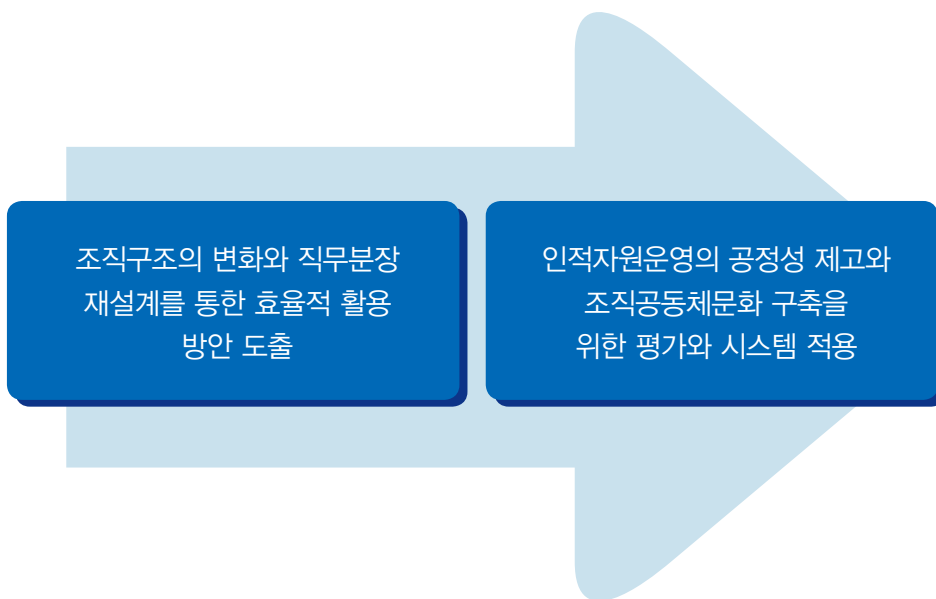 조직구조의 변화와 직무분장
재설계를 통한 효율적 활용
방안 도출
인적자원운영의 공정성 제고와
조직공동체문화 구축을
위한 평가와 시스템 적용